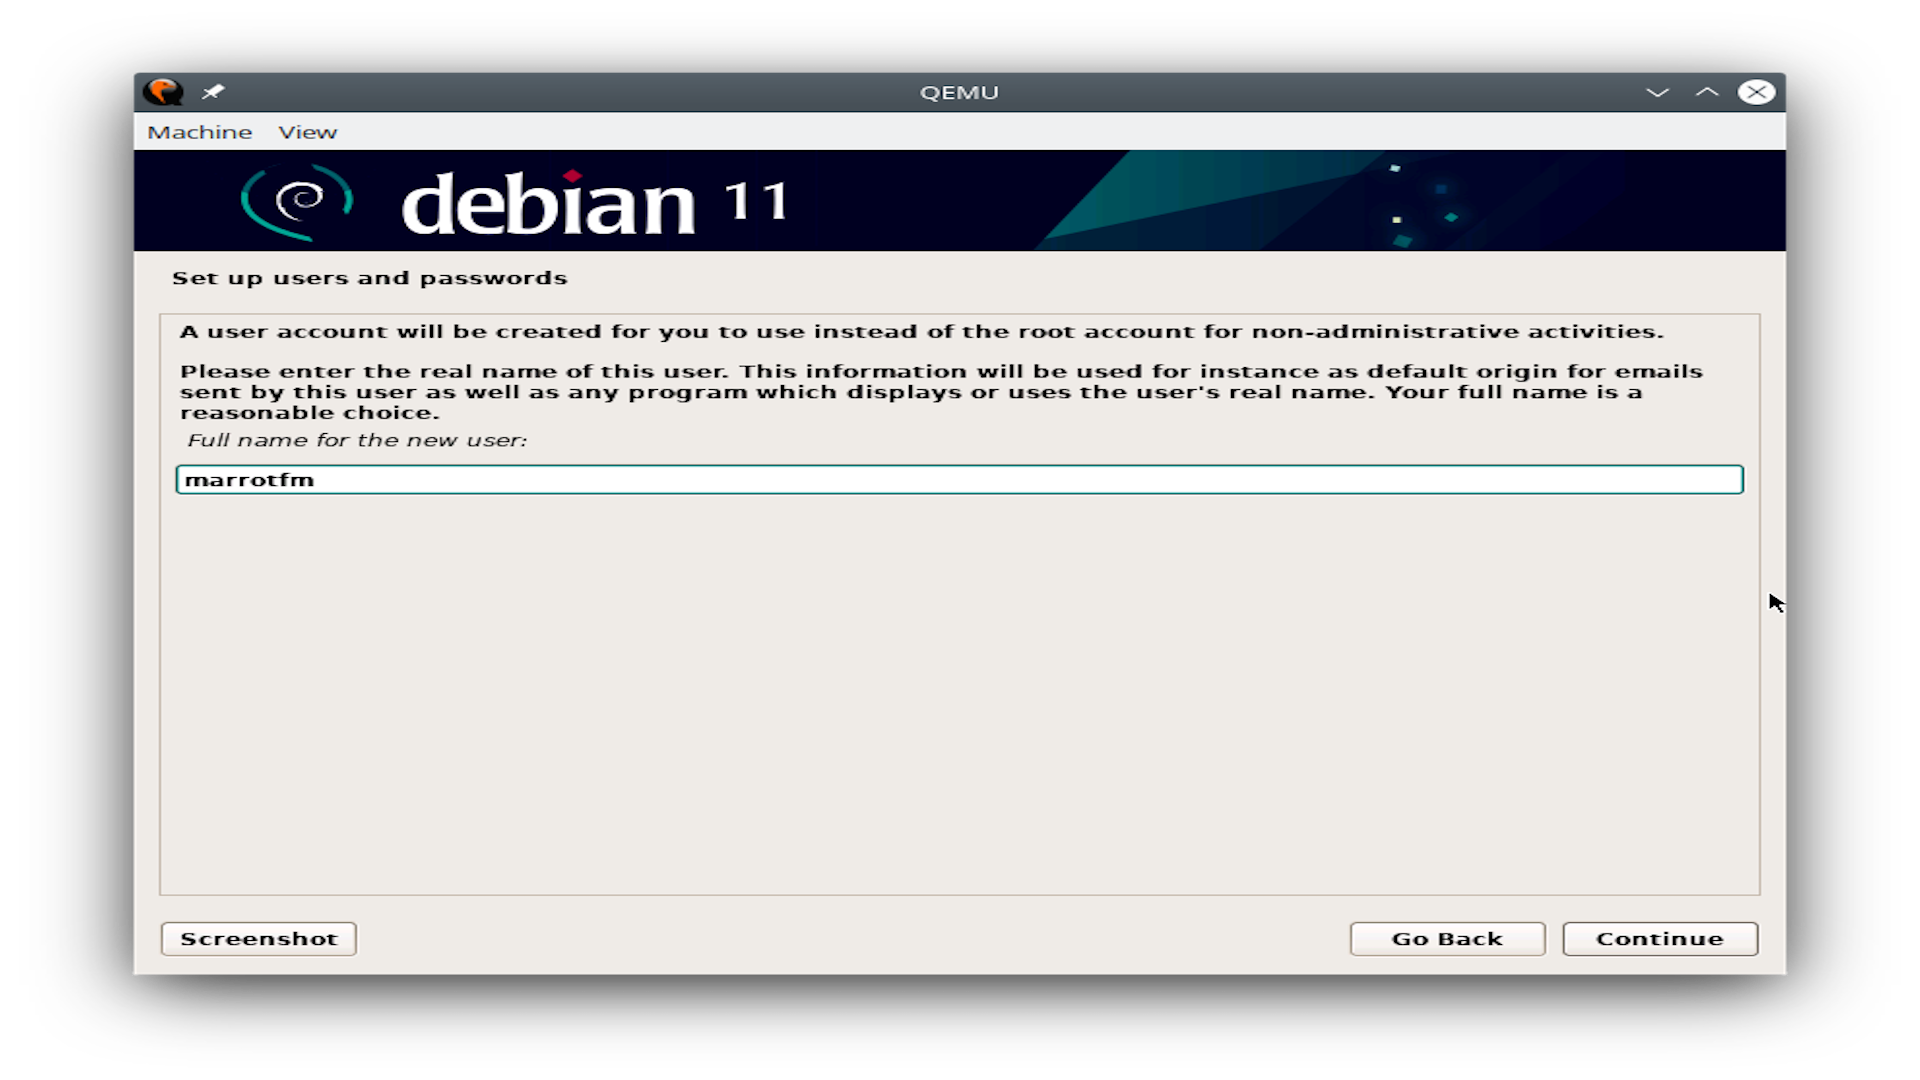 QEMU
Machine View
debian 11
Set up users and passwords
A user account will be created for you to use instead of the root account for non-administrative activities.
Please enter the real name of this user. This information will be used for instance as default origin for emails
sent by this user as well as any program which displays or uses the user's real name. Your full name is a
reasonable choice.
Full name for the new user:
marrotfm
Screenshot Go Back Continue